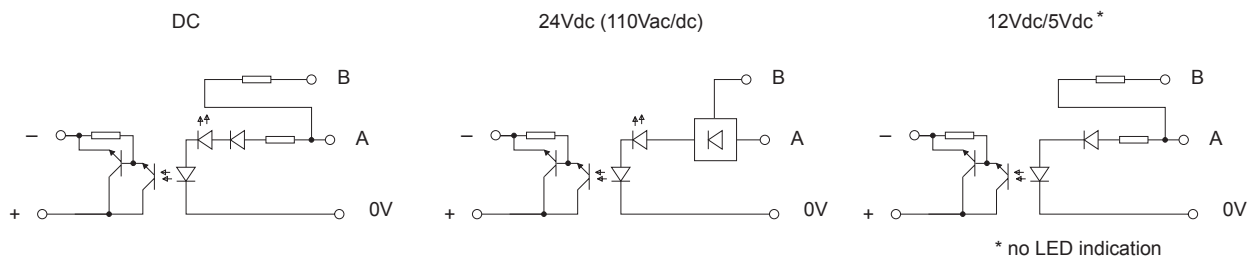 DC
24Vdc (110Vac/dc)
12Vdc/5Vdc *
B
B
B
– A
– A
– A
+ 0V
+ 0V
+ 0V
* no LED indication